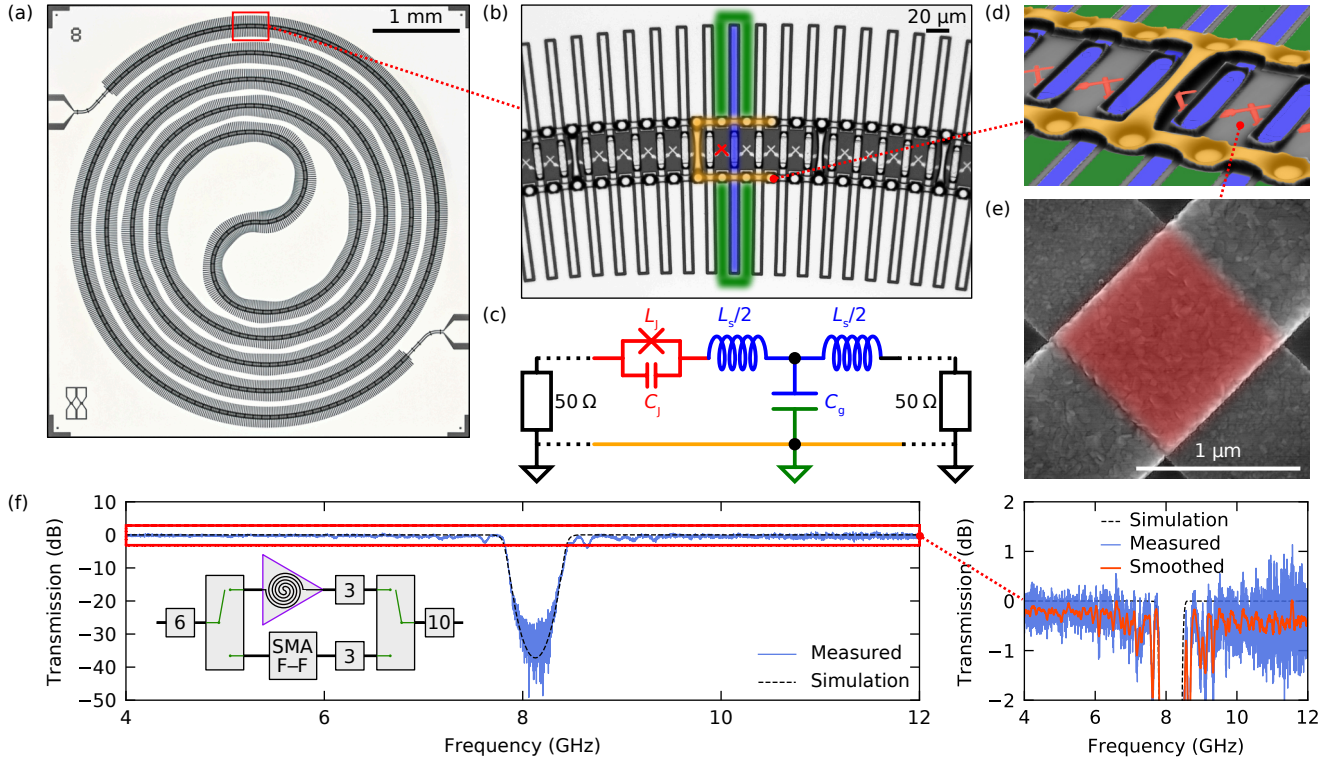 (a)
1 mm
8
(b)
20 µm
(c)
L_J
L_s/2
L_s/2
50 Ω
C_J
C_g
50 Ω
(d)
(e)
1 µm
(f)
Transmission (dB)
10
0
−10
−20
−30
−40
−50
6
3
SMA
F–F
3
10
Measured
Simulation
4
6
8
10
12
Frequency (GHz)
Transmission (dB)
2
1
0
−1
−2
Simulation
Measured
Smoothed
4
6
8
10
12
Frequency (GHz)